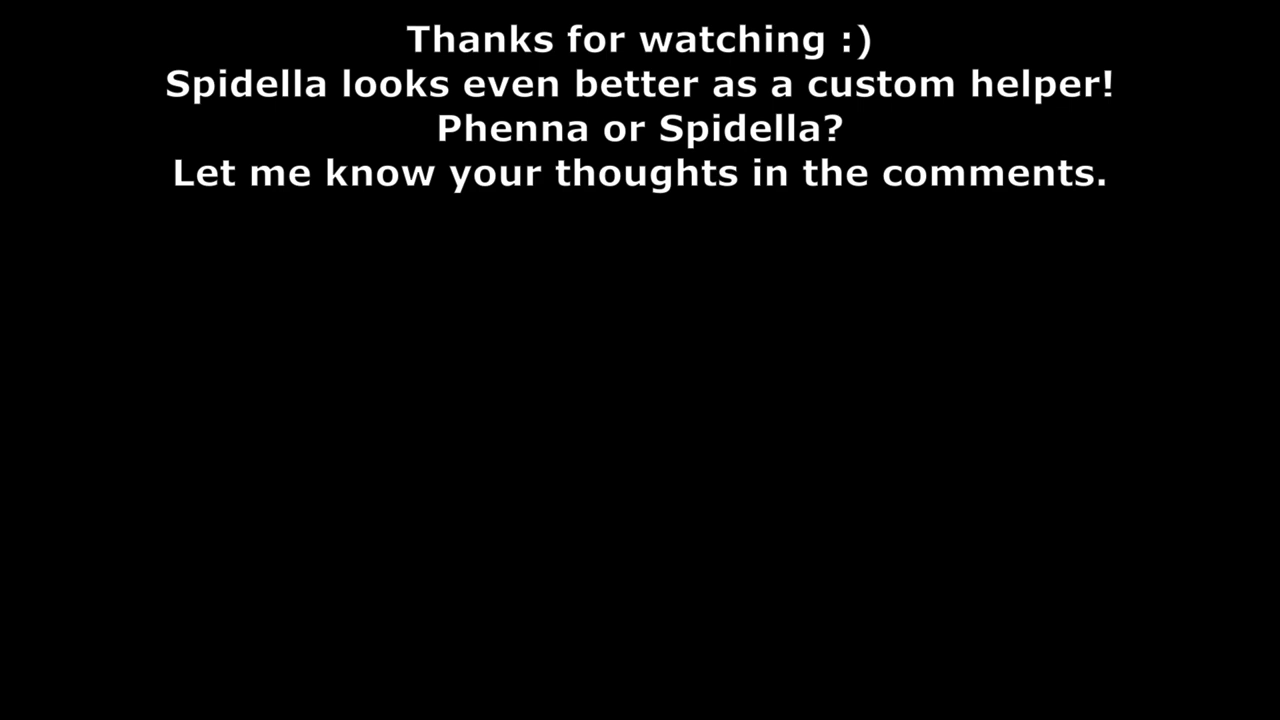 Thanks for watching :)
Spidella looks even better as a custom helper!
Phenna or Spidella?
Let me know your thoughts in the comments.